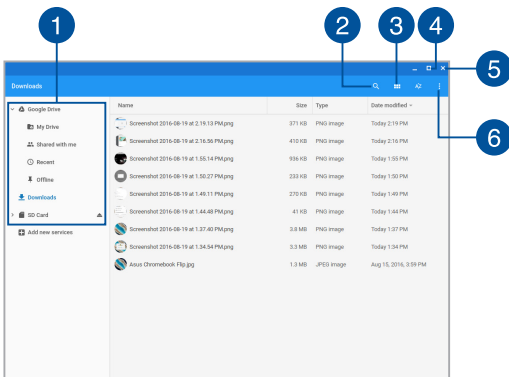 1
2
3
4
5
6
Downloads
AZ
Google Drive
My Drive
Shared with me
Recent
Offline
Downloads
SD Card
Add new services
Name Size Type Date modified
Screenshot 2016-08-19 at 2.19.13 PM.png 371 KB PNG image Today 2:19 PM
Screenshot 2016-08-19 at 2.16.56 PM.png 410 KB PNG image Today 2:16 PM
Screenshot 2016-08-19 at 1.55.14 PM.png 936 KB PNG image Today 1:55 PM
Screenshot 2016-08-19 at 1.50.27 PM.png 233 KB PNG image Today 1:50 PM
Screenshot 2016-08-19 at 1.49.11 PM.png 270 KB PNG image Today 1:49 PM
Screenshot 2016-08-19 at 1.44.48 PM.png 41 KB PNG image Today 1:44 PM
Screenshot 2016-08-19 at 1.37.40 PM.png 3.8 MB PNG image Today 1:37 PM
Screenshot 2016-08-19 at 1.34.54 PM.png 3.3 MB PNG image Today 1:34 PM
Asus Chromebook Flip.jpg 1.3 MB JPEG image Aug 15, 2016, 3:59 PM